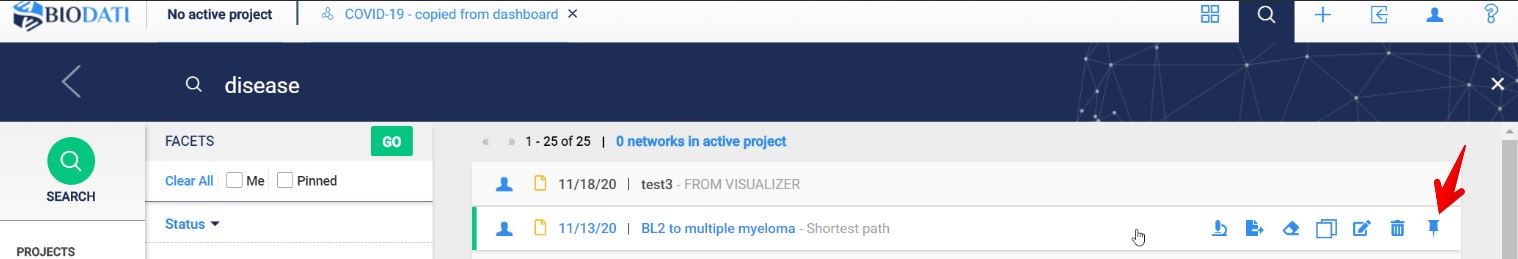 BIODATI
No active project
COVID-19 - copied from dashboard
disease
FACETS
GO
« » 1 - 25 of 25 | 0 networks in active project
Clear All Me Pinned
SEARCH
11/18/20 | test3 - FROM VISUALIZER
Status
11/13/20 | BL2 to multiple myeloma - Shortest path
PROJECTS